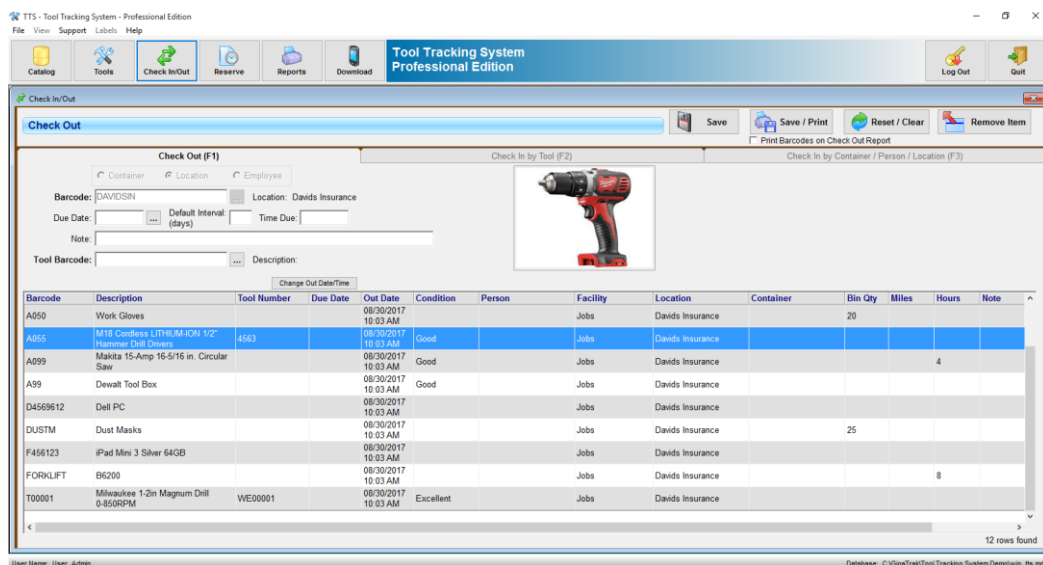 TTS - Tool Tracking System - Professional Edition
File View Support Labels Help
Catalog Tools Check In/Out Reserve Reports Download
Tool Tracking System
Professional Edition
Log Out Quit
Check In/Out
Check Out
Save Save / Print Reset / Clear Remove Item
Print Barcodes on Check Out Report
Check Out (F1) Check In by Tool (F2) Check In by Container / Person / Location (F3)
Container Location Employee
Barcode: DAVIDSIN ... Location: Davids Insurance
Due Date: ... Default Interval: (days) Time Due:
Note:
Tool Barcode: ... Description:
Change Out Date/Time
Barcode Description Tool Number Due Date Out Date Condition Person Facility Location Container Bin Qty Miles Hours Note
A050 Work Gloves 08/30/2017 10:03 AM Jobs Davids Insurance 20
A055 M18 Cordless LITHIUM-ION 1/2" Hammer Drill Drivers 4563 08/30/2017 10:03 AM Good Jobs Davids Insurance
A099 Makita 15-Amp 16-5/16 in. Circular Saw 08/30/2017 10:03 AM Good Jobs Davids Insurance 4
A99 Dewalt Tool Box 08/30/2017 10:03 AM Good Jobs Davids Insurance
D4569612 Dell PC 08/30/2017 10:03 AM Jobs Davids Insurance
DUSTM Dust Masks 08/30/2017 10:03 AM Jobs Davids Insurance 25
F456123 iPad Mini 3 Silver 64GB 08/30/2017 10:03 AM Jobs Davids Insurance
FORKLIFT B6200 08/30/2017 10:03 AM Jobs Davids Insurance 8
T00001 Milwaukee 1-2in Magnum Drill 0-850RPM WE00001 08/30/2017 10:03 AM Excellent Jobs Davids Insurance
12 rows found
User Name: User, Admin Database: C:\GigaTrak\Tool Tracking System Demo\win_tts.md